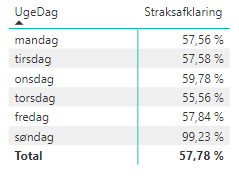 UgeDag Straksafklaring
mandag 57,56 %
tirsdag 57,58 %
onsdag 59,78 %
torsdag 55,56 %
fredag 57,84 %
søndag 99,23 %
Total 57,78 %